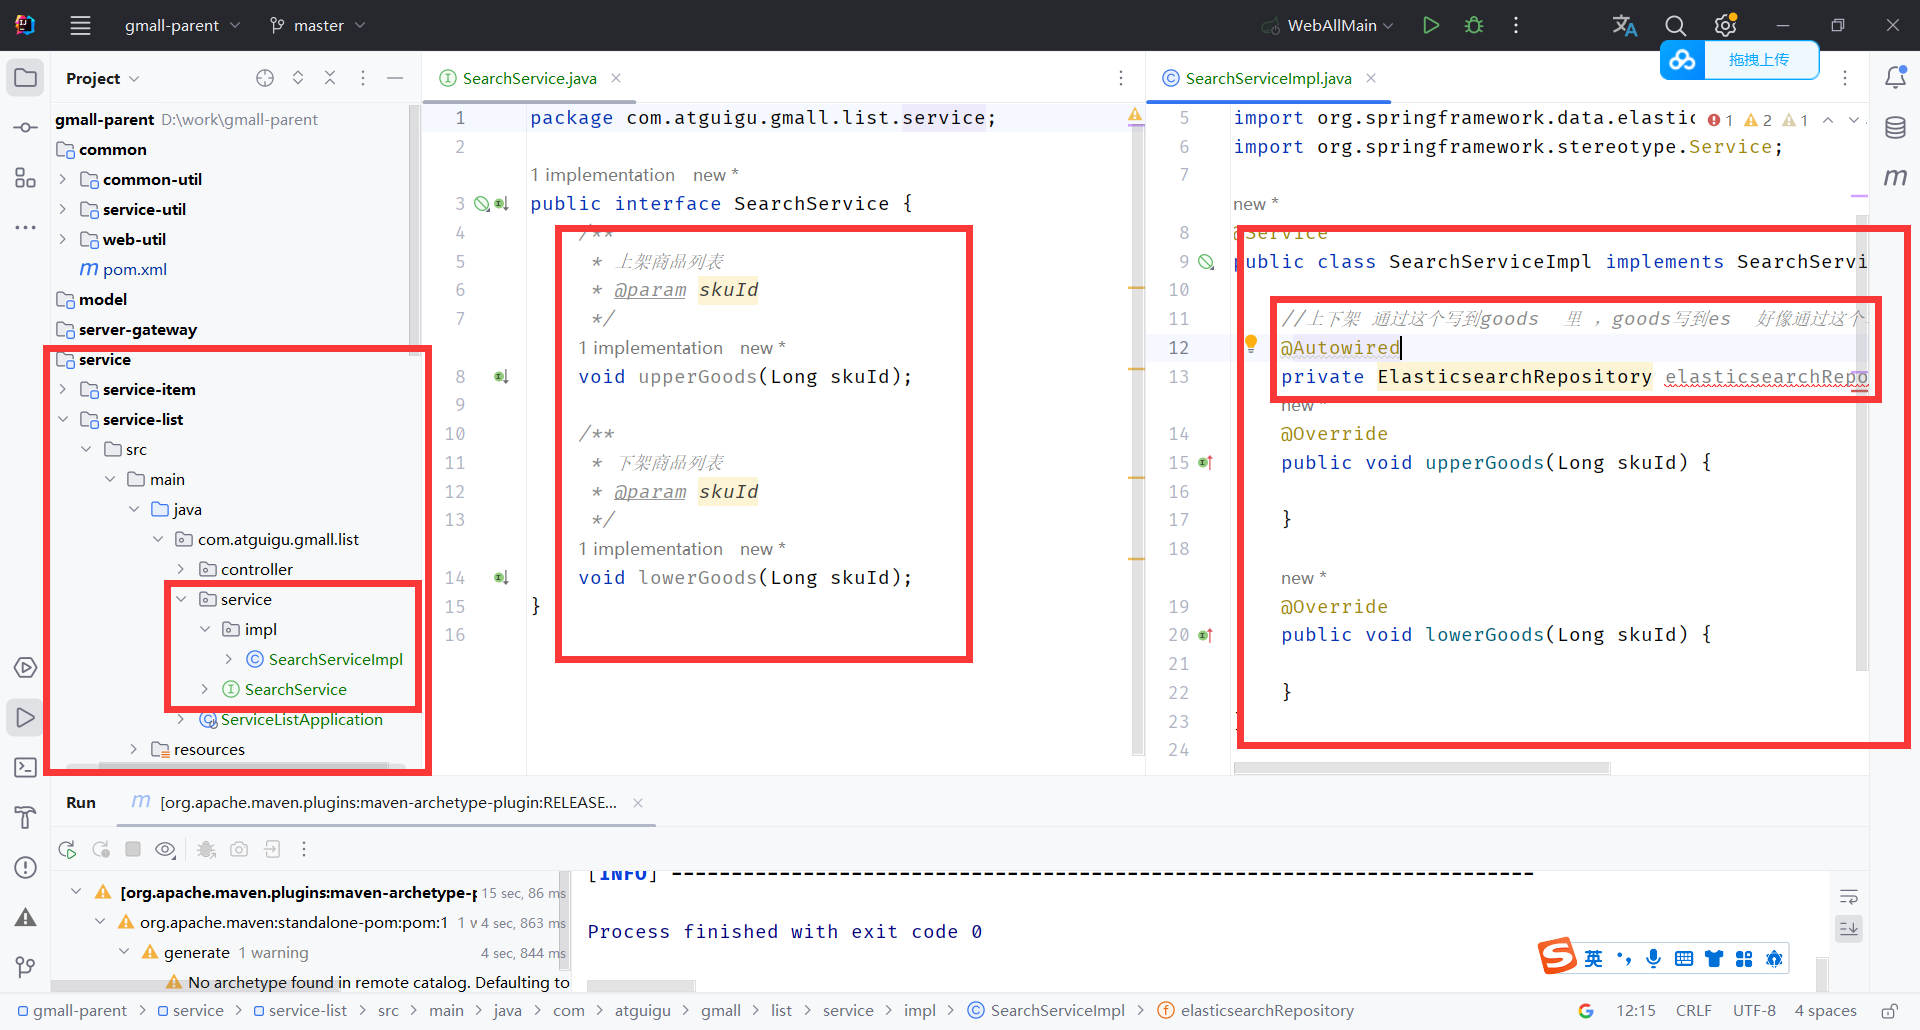 gmall-parent
master
WebAllMain
拖拽上传
Project
SearchService.java
SearchServiceImpl.java
gmall-parent D:\work\gmall-parent
common
common-util
service-util
web-util
pom.xml
model
server-gateway
service
service-item
service-list
src
main
java
com.atguigu.gmall.list
controller
service
impl
SearchServiceImpl
SearchService
ServiceListApplication
resources
1 package com.atguigu.gmall.list.service;
2
1 implementation new *
3 public interface SearchService {
4 /**
5 * 上架商品列表
6 * @param skuId
7 */
1 implementation new *
8 void upperGoods(Long skuId);
9
10 /**
11 * 下架商品列表
12 * @param skuId
13 */
1 implementation new *
14 void lowerGoods(Long skuId);
15 }
16
5 import org.springframework.data.elastic
1 2 1
6 import org.springframework.stereotype.Service;
7
new *
8 @Service
9 public class SearchServiceImpl implements SearchServi
10
11 //上下架 通过这个写到goods 里 ，goods写到es 好像通过这个
12 @Autowired
13 private ElasticsearchRepository elasticsearchRepo
new *
14 @Override
15 public void upperGoods(Long skuId) {
16
17 }
18
new *
19 @Override
20 public void lowerGoods(Long skuId) {
21
22 }
23
24
Run
[org.apache.maven.plugins:maven-archetype-plugin:RELEASE...
[org.apache.maven.plugins:maven-archetype-p 15 sec, 86 ms
org.apache.maven:standalone-pom:pom:1 1 w 4 sec, 863 ms
generate 1 warning 4 sec, 844 ms
No archetype found in remote catalog. Defaulting to
[INFO] ------------------------------------------------------------------------
Process finished with exit code 0
英
gmall-parent > service > service-list > src > main > java > com > atguigu > gmall > list > service > impl > SearchServiceImpl > elasticsearchRepository
12:15 CRLF UTF-8 4 spaces